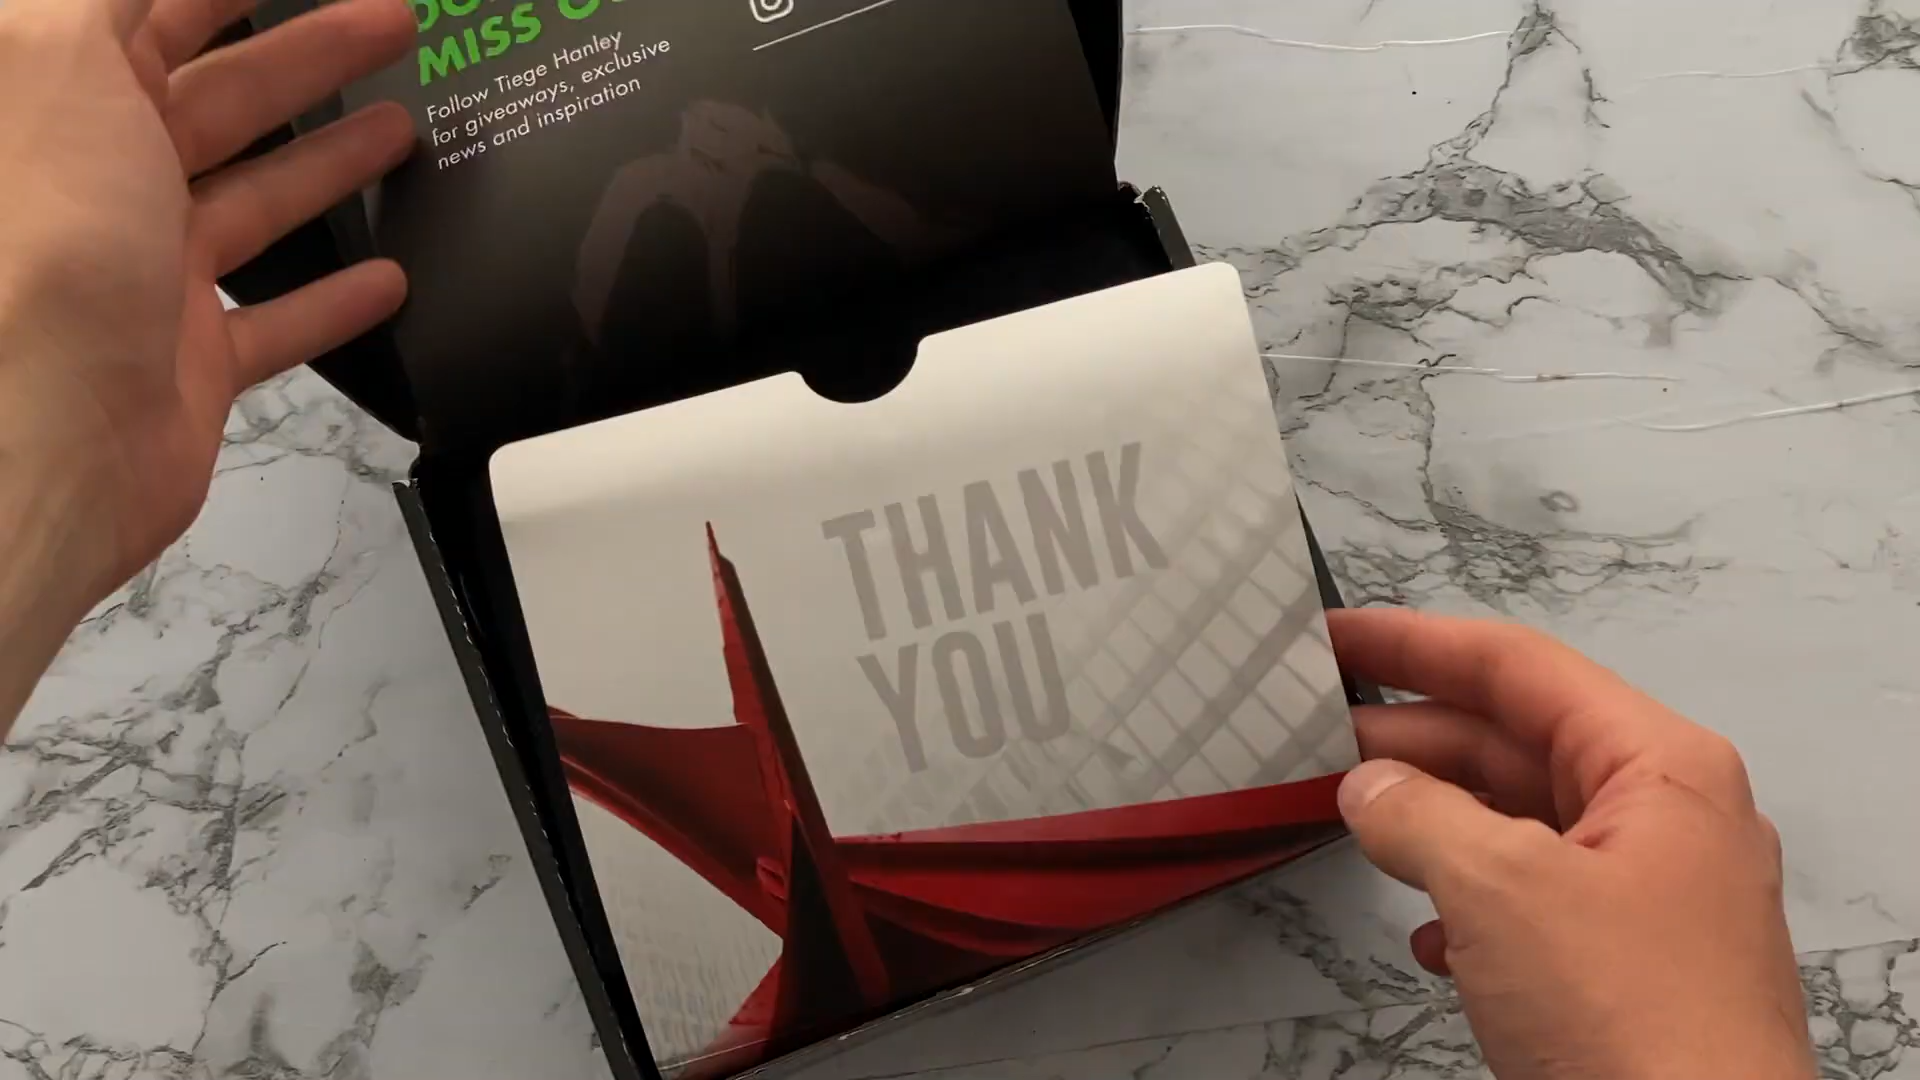 MISS
Follow Tiege Hanley
for giveaways, exclusive
news and inspiration
THANK
YOU